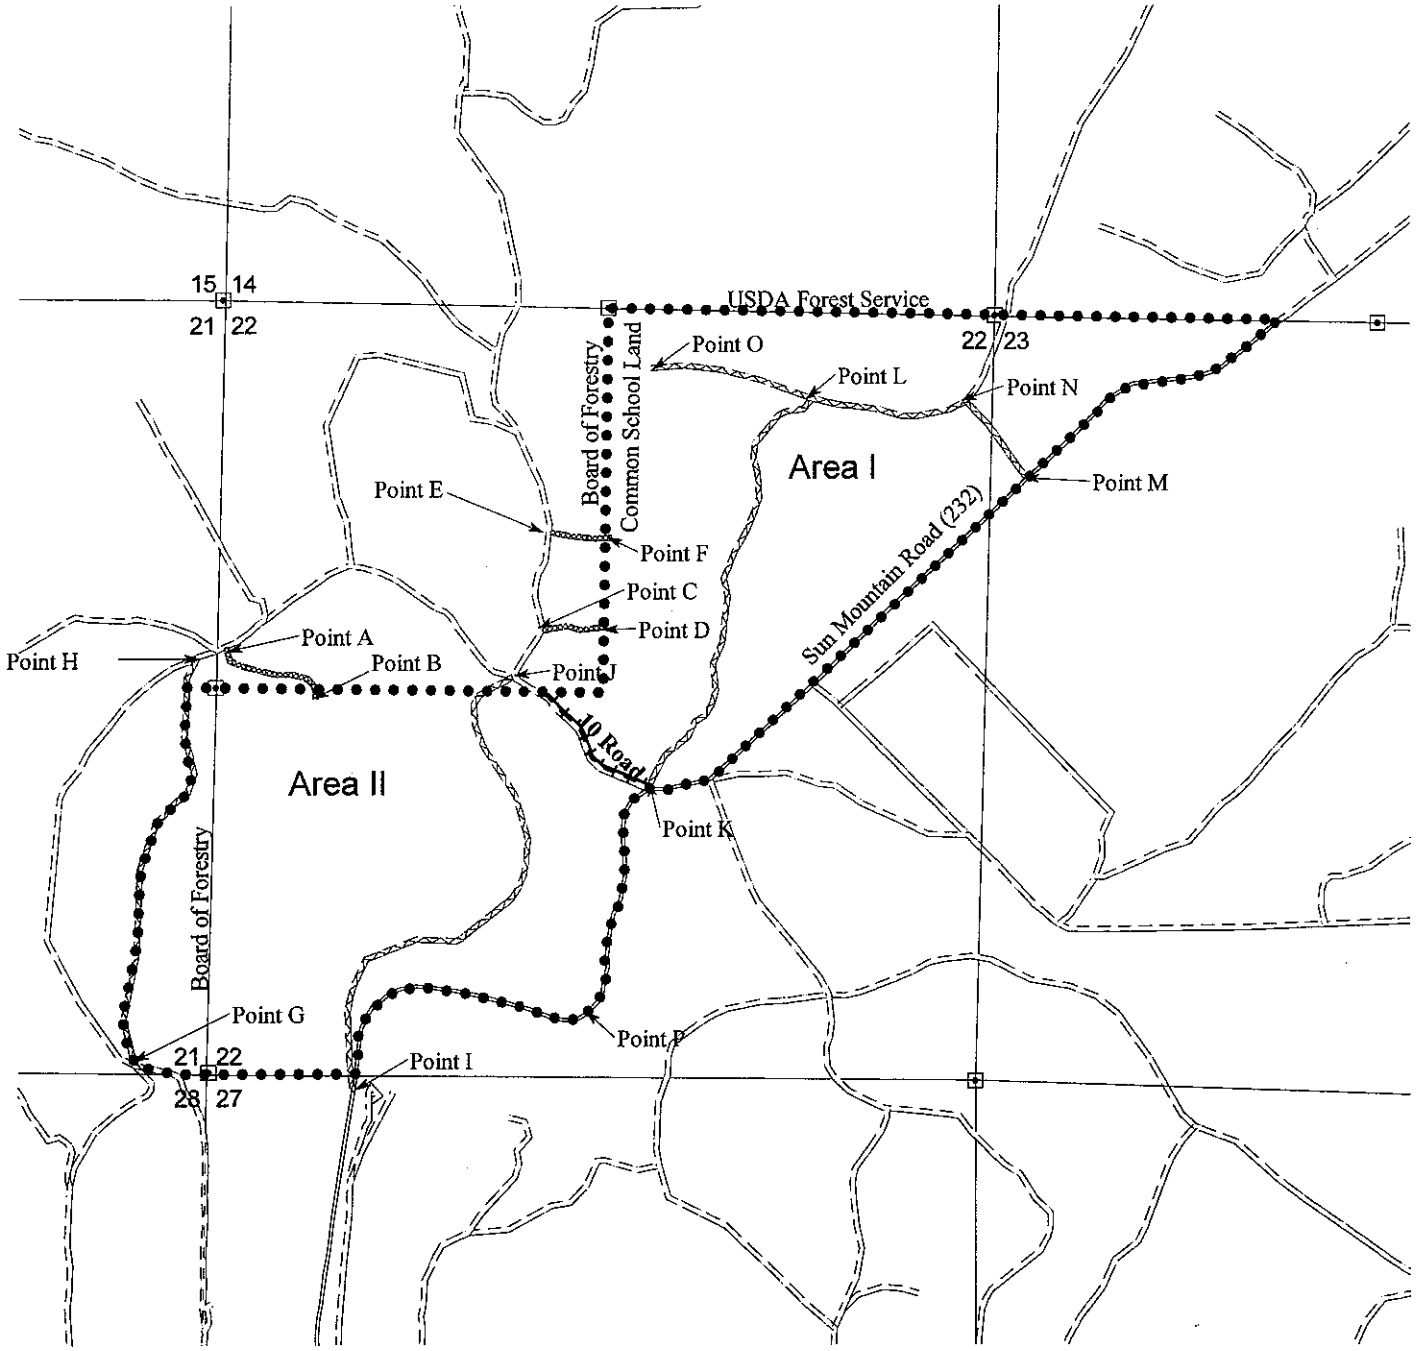 15 14
USDA Forest Service
21 22
22 23
Board of Forestry
Common School Land
Point O
Point L
Point N
Area I
Point E
Point M
Sun Mountain Road (232)
Point F
Point C
Point D
Point A
Point H
Point B
Point J
10 Road
Area II
Point K
Board of Forestry
Point G
Point P
21 22
Point I
28 27